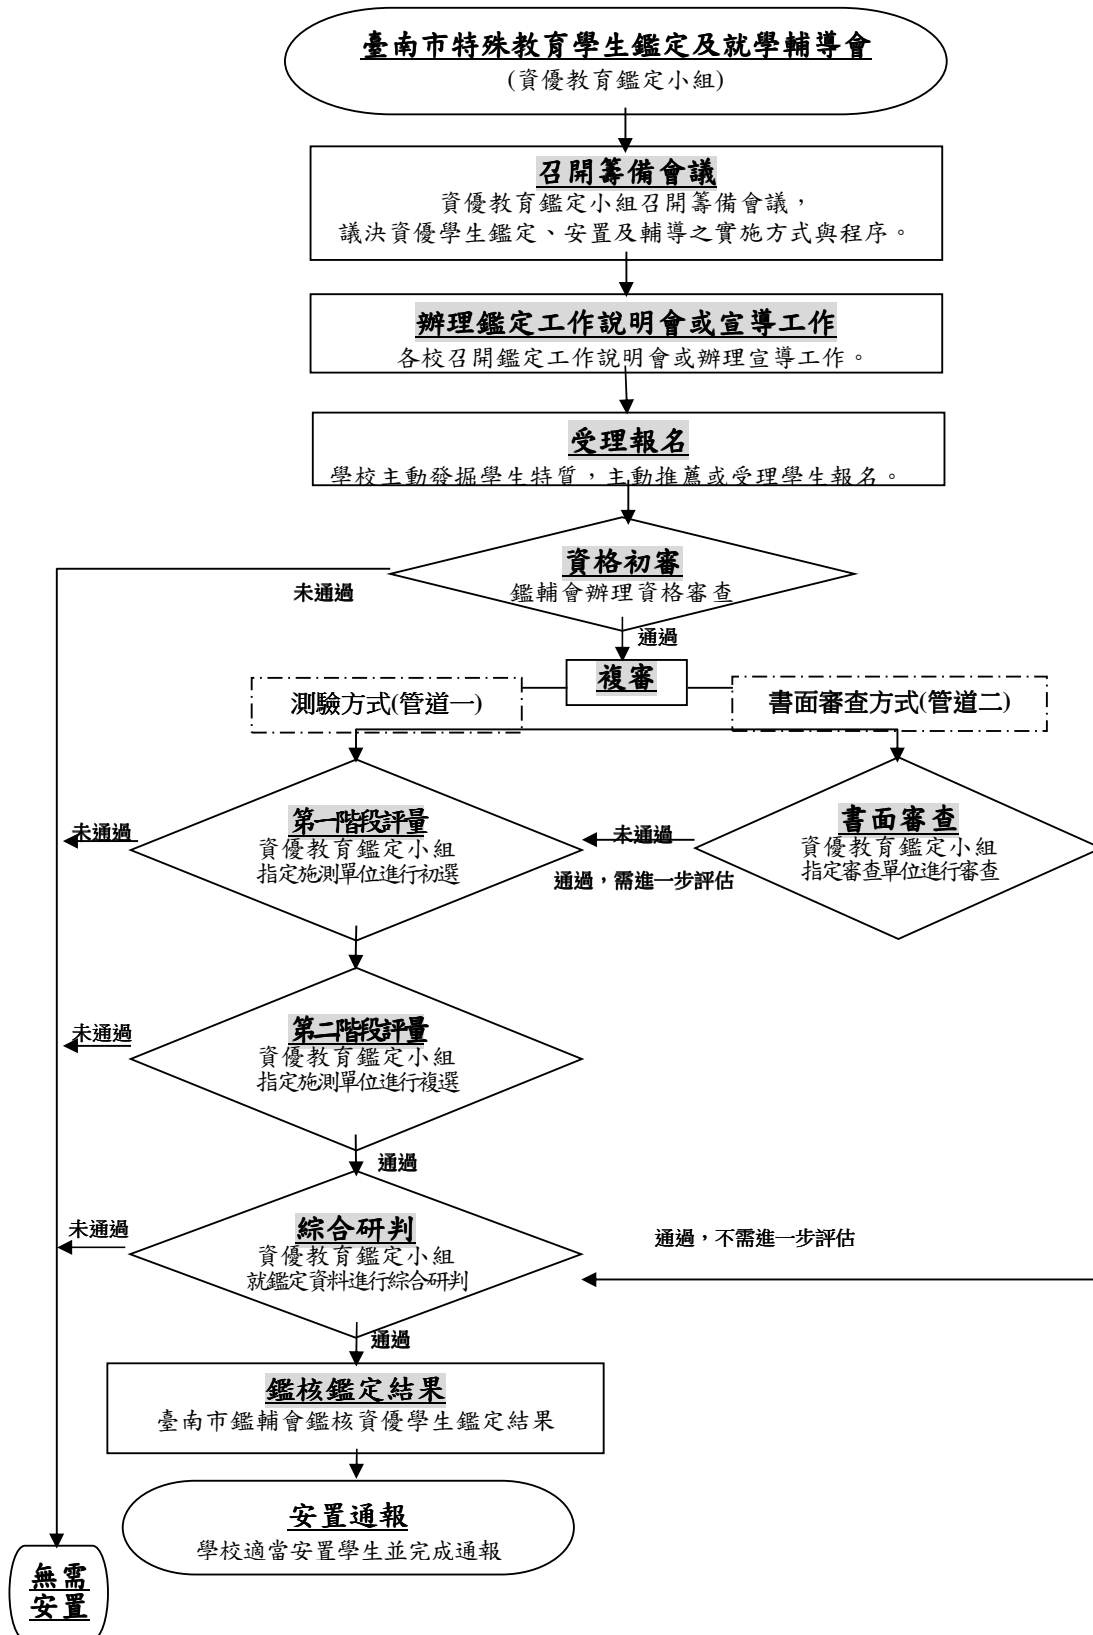 臺南市特殊教育學生鑑定及就學輔導會
(資優教育鑑定小組)
召開籌備會議
資優教育鑑定小組召開籌備會議，
議決資優學生鑑定、安置及輔導之實施方式與程序。
辦理鑑定工作說明會或宣導工作
各校召開鑑定工作說明會或辦理宣導工作。
受理報名
學校主動發掘學生特質，主動推薦或受理學生報名。
資格初審
鑑輔會辦理資格審查
未通過
通過
複審
測驗方式(管道一)
書面審查方式(管道二)
第一階段評量
資優教育鑑定小組
指定施測單位進行初選
未通過
書面審查
資優教育鑑定小組
指定審查單位進行審查
未通過
通過，需進一步評估
第二階段評量
資優教育鑑定小組
指定施測單位進行複選
未通過
通過
綜合研判
資優教育鑑定小組
就鑑定資料進行綜合研判
未通過
通過，不需進一步評估
通過
鑑核鑑定結果
臺南市鑑輔會鑑核資優學生鑑定結果
安置通報
學校適當安置學生並完成通報
無需
安置